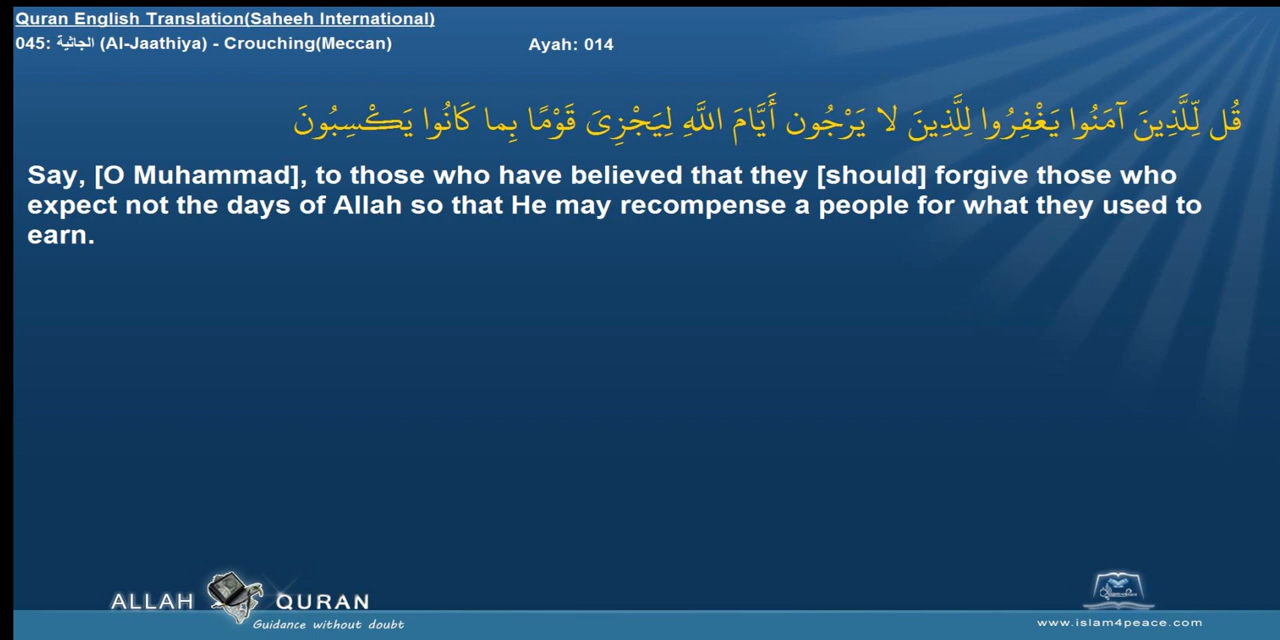 Quran English Translation(Saheeh International)
045: الجاثية (Al-Jaathiya) - Crouching(Meccan) Ayah: 014
قُل لِّلَّذِينَ آمَنُوا يَغْفِرُوا لِلَّذِينَ لا يَرْجُون أَيَّامَ اللَّهِ لِيَجْزِىَ قَوْمًا بِما كَانُوا يَكْسِبُونَ
Say, [O Muhammad], to those who have believed that they [should] forgive those who
expect not the days of Allah so that He may recompense a people for what they used to
earn.
ALLAH QURAN
Guidance without doubt
www.islam4peace.com